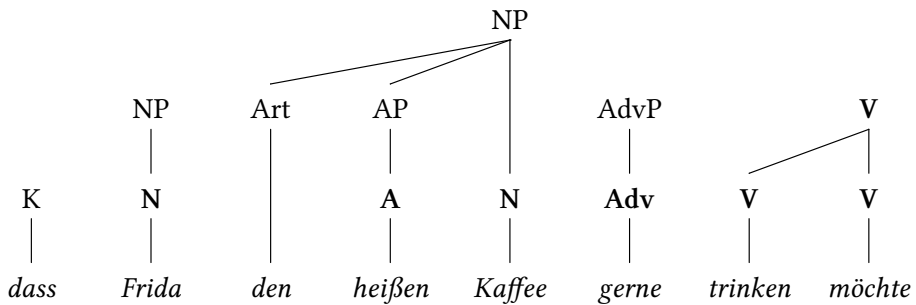 NP
NP Art AP AdvP V
K N A N Adv V V
dass Frida den heißen Kaffee gerne trinken möchte